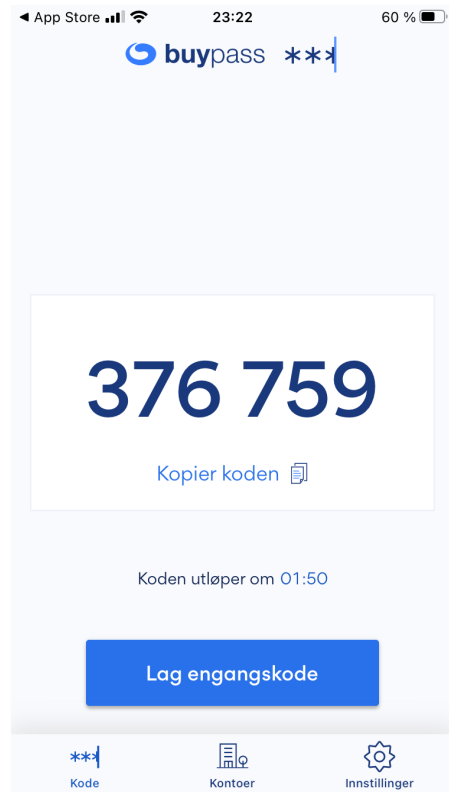 ◀ App Store 23:22 60 %
buypass ***
376 759
Kopier koden
Koden utløper om 01:50
Lag engangskode
Kode Kontoer Innstillinger